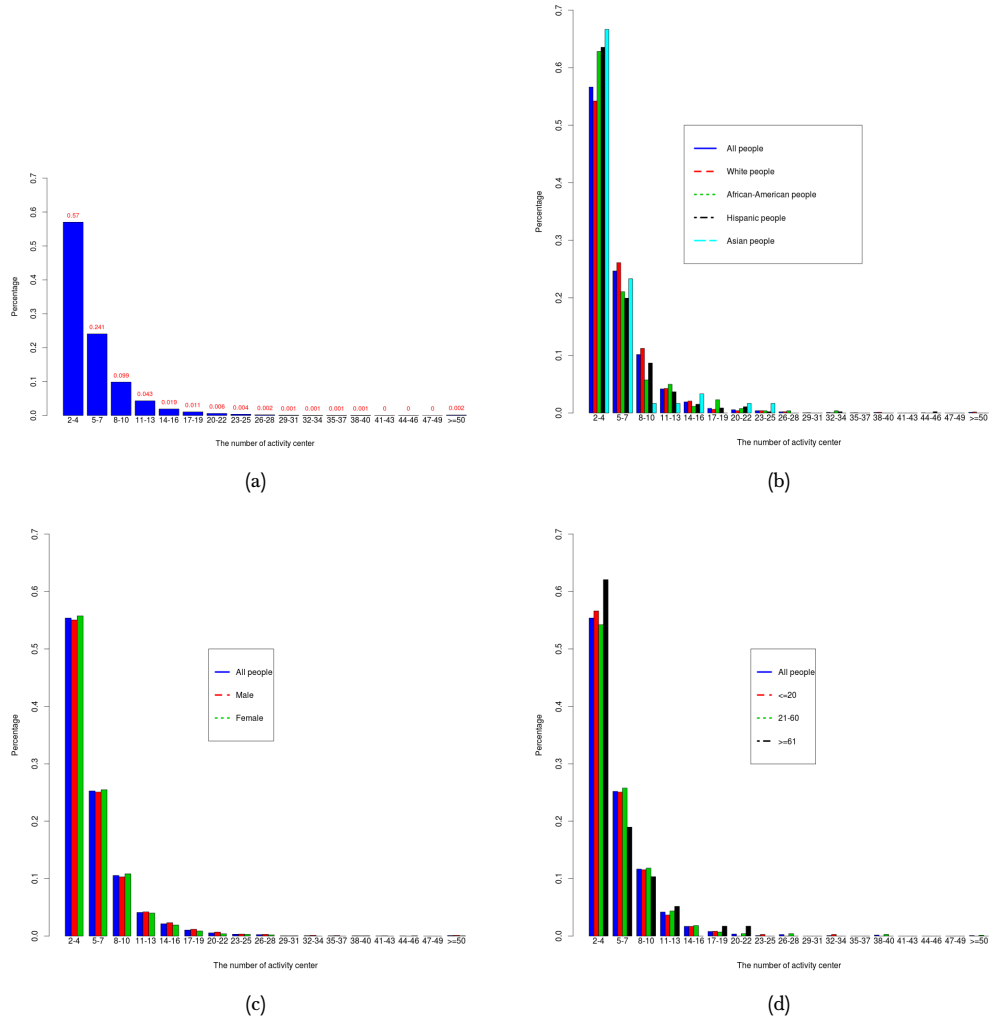 0.7
0.6
0.5
0.4
0.3
0.2
0.1
0.0
Percentage
0.57
0.241
0.099
0.043
0.019
0.011
0.006
0.004
0.002
0.001
0.001
0.001
0.001
0
0
0
0.002
2-4 5-7 8-10 11-13 14-16 17-19 20-22 23-25 26-28 29-31 32-34 35-37 38-40 41-43 44-46 47-49 >=50
The number of activity center
(a)
0.7
0.6
0.5
0.4
0.3
0.2
0.1
0.0
Percentage
All people
White people
African-American people
Hispanic people
Asian people
2-4 5-7 8-10 11-13 14-16 17-19 20-22 23-25 26-28 29-31 32-34 35-37 38-40 41-43 44-46 47-49 >=50
The number of activity center
(b)
0.7
0.6
0.5
0.4
0.3
0.2
0.1
0.0
Percentage
All people
Male
Female
2-4 5-7 8-10 11-13 14-16 17-19 20-22 23-25 26-28 29-31 32-34 35-37 38-40 41-43 44-46 47-49 >=50
The number of activity center
(c)
0.7
0.6
0.5
0.4
0.3
0.2
0.1
0.0
Percentage
All people
<=20
21-60
>=61
2-4 5-7 8-10 11-13 14-16 17-19 20-22 23-25 26-28 29-31 32-34 35-37 38-40 41-43 44-46 47-49 >=50
The number of activity center
(d)